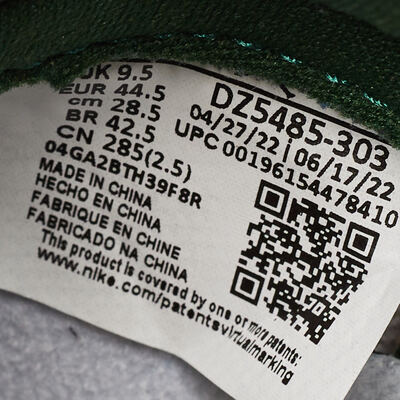 UK 9.5
EUR 44.5
cm 28.5
BR 42.5
CN 285(2.5)
04GA2BTH39F8R
DZ5485-303
04/27/22 | 06/17/22
UPC 00196154478410
MADE IN CHINA
HECHO EN CHINA
FABRIQUE EN CHINE
FABRICADO NA CHINA
This product is covered by one or more patents:
www.nike.com/patentsvirtualmarking